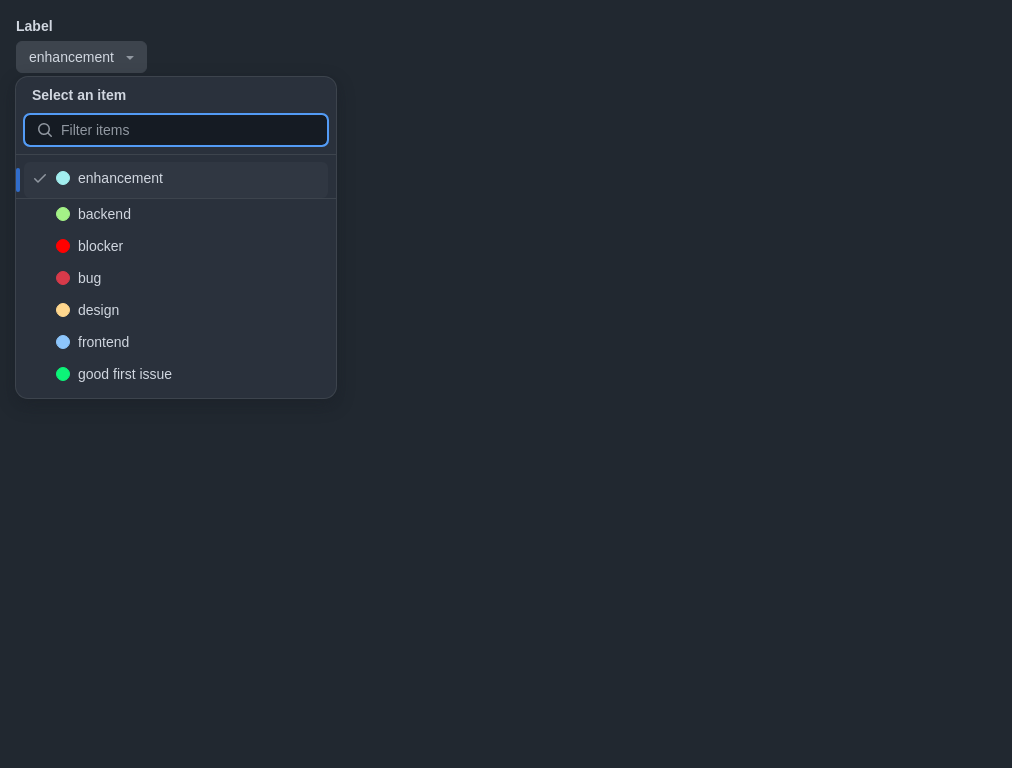 Label
enhancement
Select an item
Filter items
enhancement
backend
blocker
bug
design
frontend
good first issue